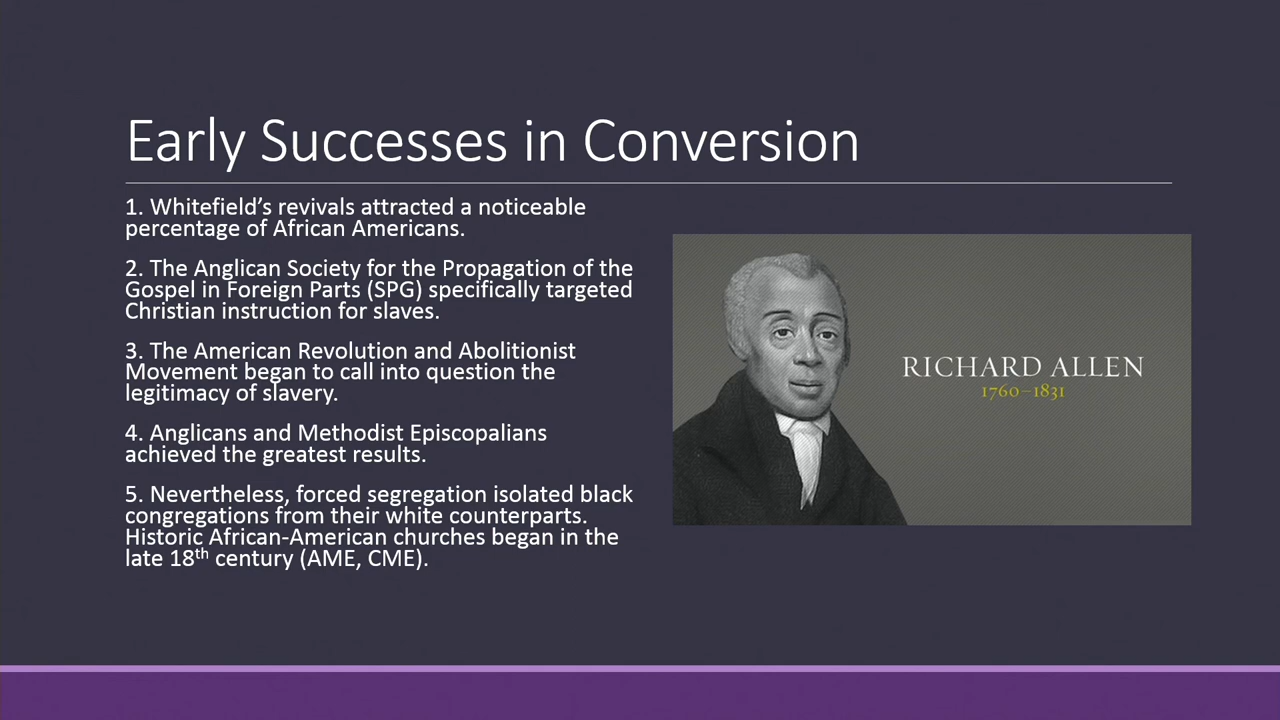 Early Successes in Conversion
1. Whitefield’s revivals attracted a noticeable
percentage of African Americans.
2. The Anglican Society for the Propagation of the
Gospel in Foreign Parts (SPG) specifically targeted
Christian instruction for slaves.
3. The American Revolution and Abolitionist
Movement began to call into question the
legitimacy of slavery.
4. Anglicans and Methodist Episcopalians
achieved the greatest results.
5. Nevertheless, forced segregation isolated black
congregations from their white counterparts.
Historic African-American churches began in the
late 18th century (AME, CME).
RICHARD ALLEN
1760–1831